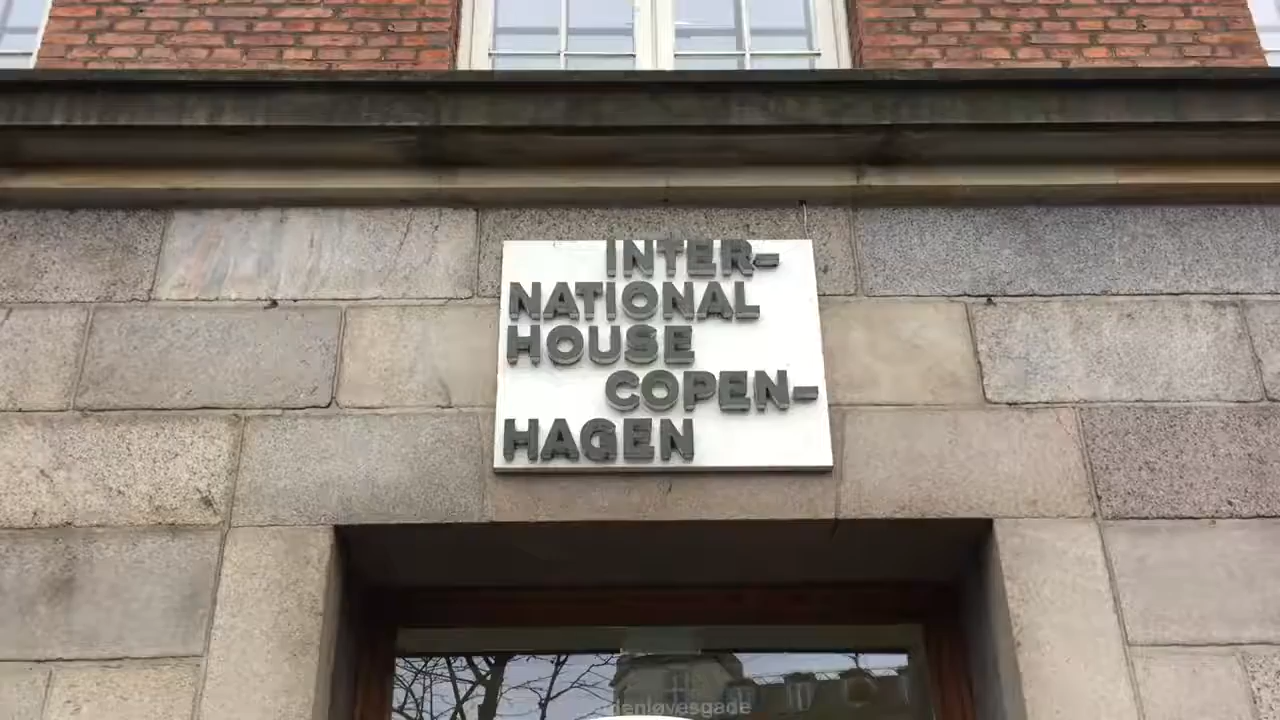 INTER-
NATIONAL
HOUSE
COPEN-
HAGEN